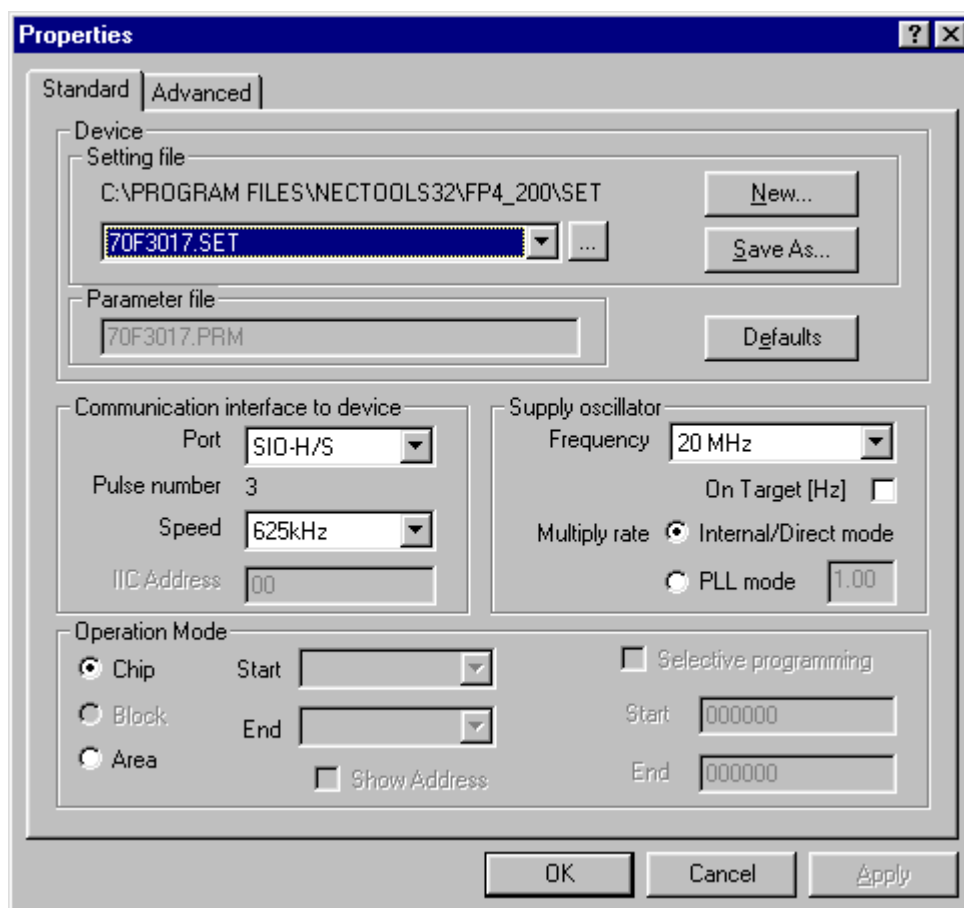 Properties
Standard
Advanced
Device
Setting file
C:\PROGRAM FILES\NECTOOLS32\FP4_200\SET
New...
70F3017.SET
...
Save As...
Parameter file
70F3017.PRM
Defaults
Communication interface to device
Port SIO-H/S
Pulse number 3
Speed 625kHz
IIC Address 00
Supply oscillator
Frequency 20 MHz
On Target [Hz]
Multiply rate Internal/Direct mode
PLL mode 1.00
Operation Mode
Chip
Block
Area
Start
End
Show Address
Selective programming
Start 000000
End 000000
OK
Cancel
Apply